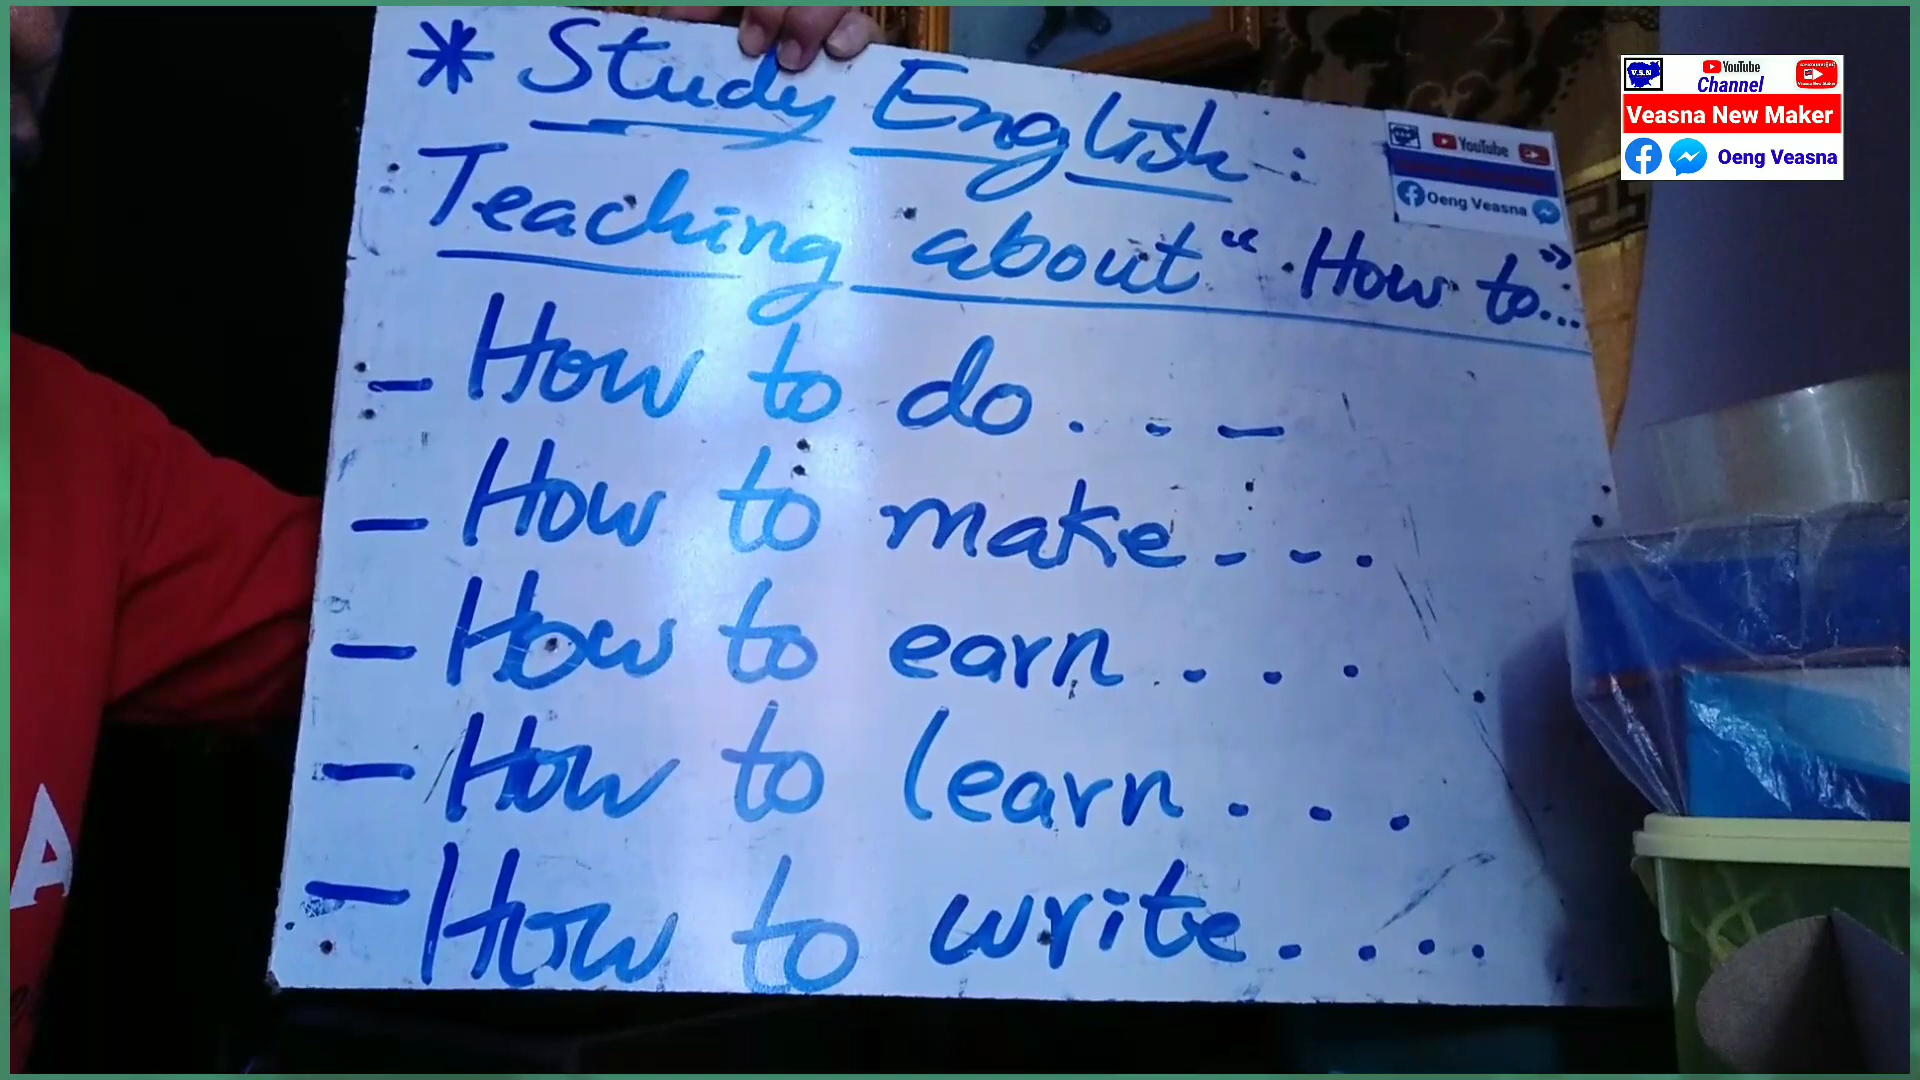 * Study English :
Teaching about "How to..."
- How to do . . -
- How to make . . .
- How to earn . . .
- How to learn . . .
- How to write . . . .
YouTube
Oeng Veasna
V.S.N
YouTube
Channel
Veasna New Maker
Oeng Veasna
A